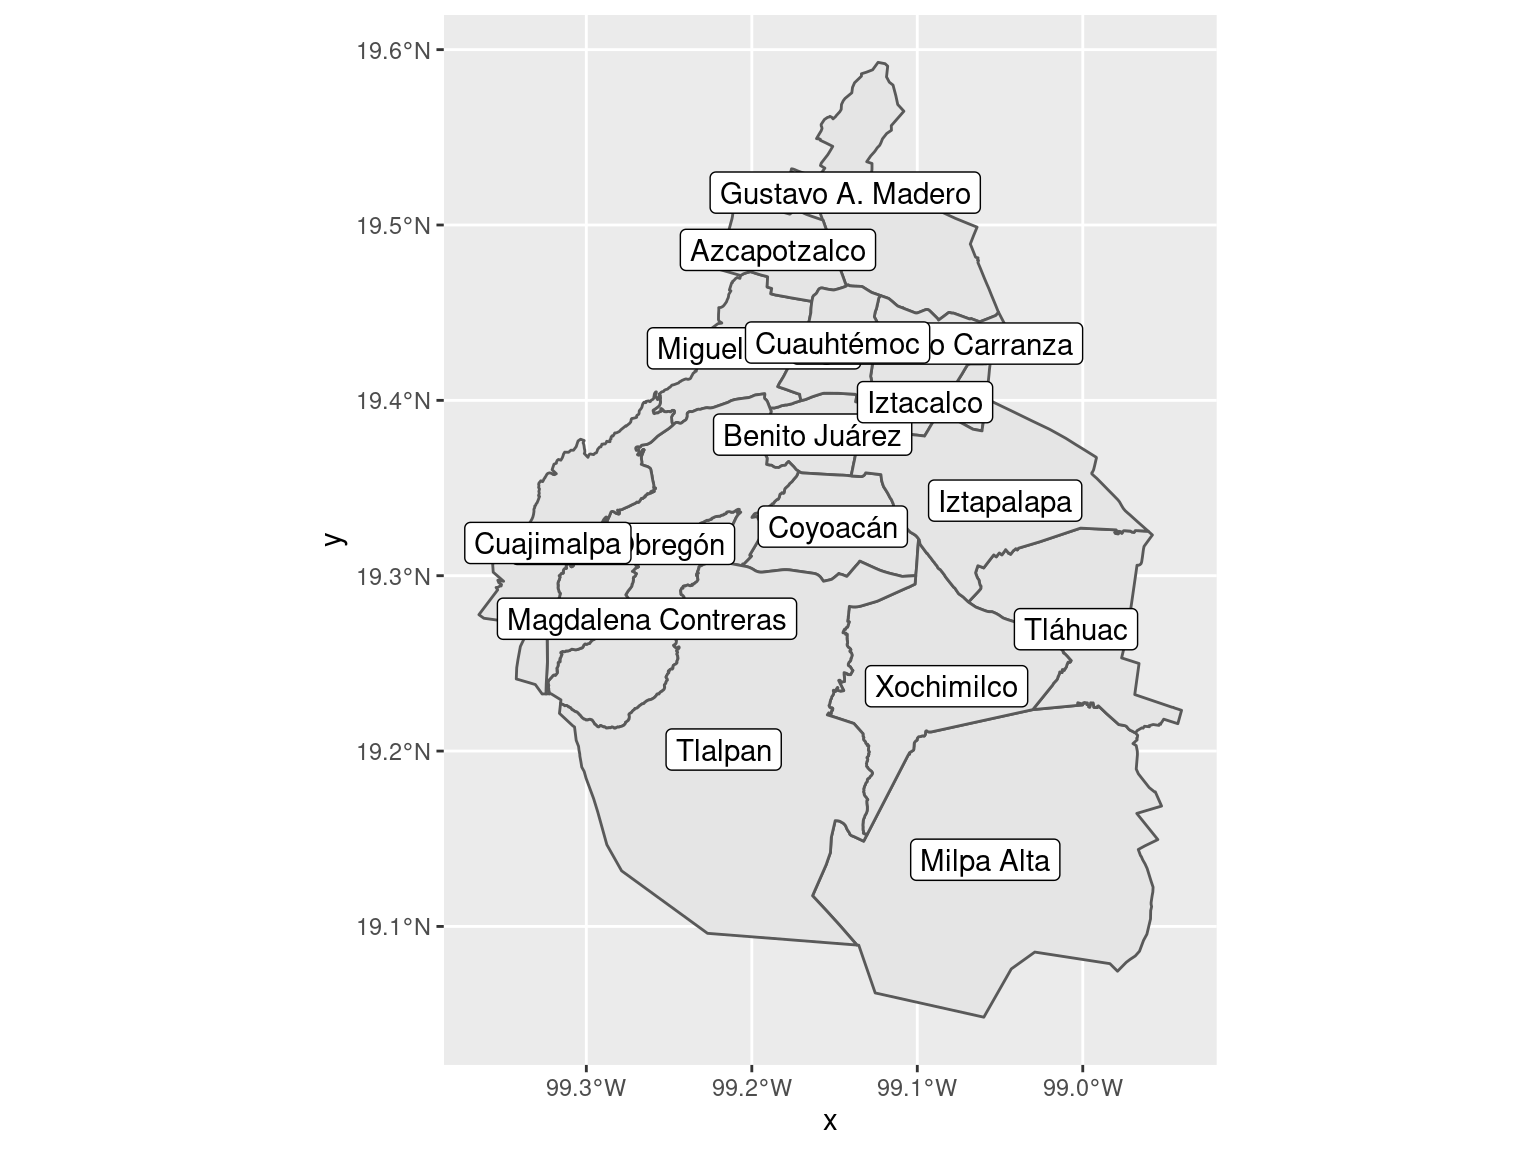 19.6°N
Gustavo A. Madero
19.5°N
Azcapotzalco
Miguel
Cuauhtémoc
o Carranza
19.4°N
Iztacalco
Benito Juárez
Iztapalapa
Coyoacán
Cuajimalpa
bregón
y
19.3°N
Magdalena Contreras
Tláhuac
Xochimilco
19.2°N
Tlalpan
Milpa Alta
19.1°N
99.3°W 99.2°W 99.1°W 99.0°W
x